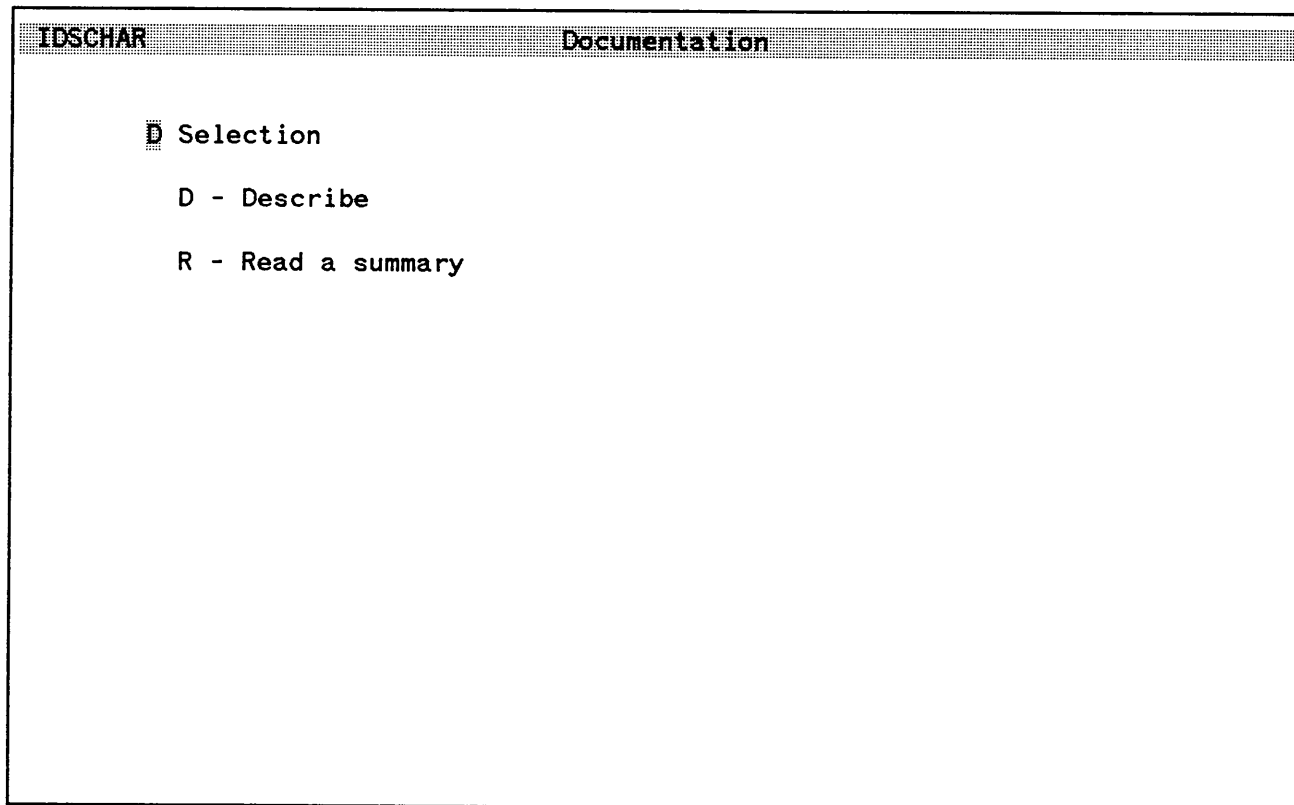 IDSCHAR Documentation
D Selection
D - Describe
R - Read a summary